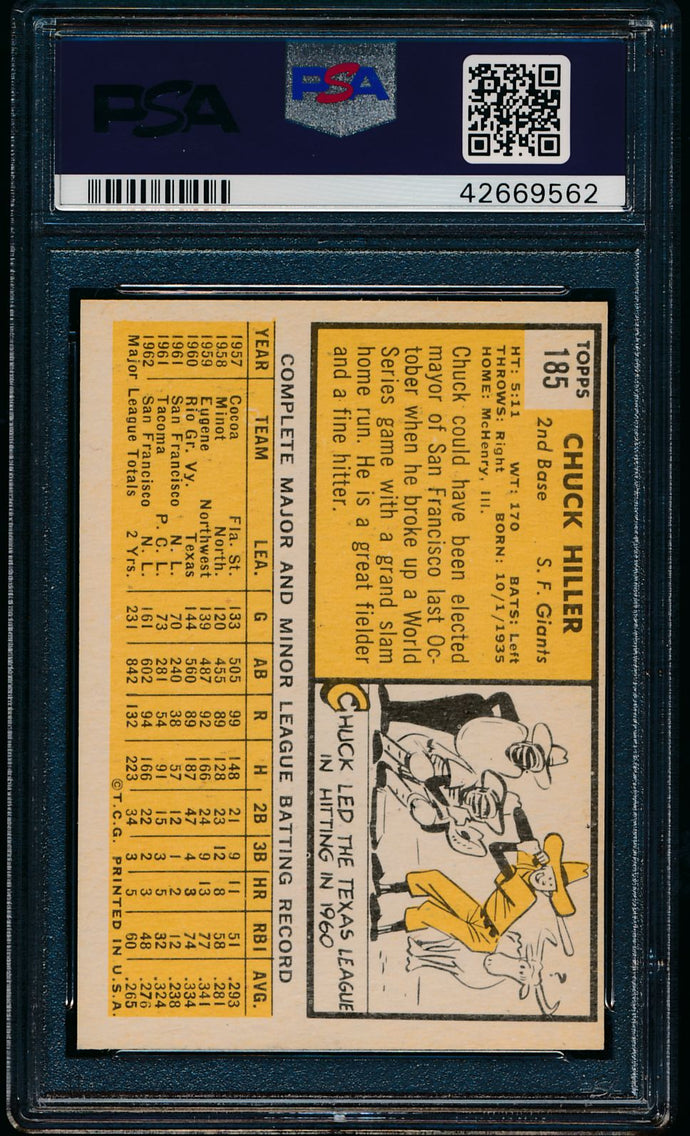 PSA
PSA
42669562
TOPPS
185
CHUCK HILLER
2nd Base S. F. Giants
HT: 5:11 WT: 170 BATS: Left
THROWS: Right BORN: 10/1/1935
HOME: McHenry, Ill.
Chuck could have been elected
mayor of San Francisco last Oc-
tober when he broke up a World
Series game with a grand slam
home run. He is a great fielder
and a fine hitter.
CHUCK LED THE TEXAS LEAGUE
IN HITTING IN 1960
COMPLETE MAJOR AND MINOR LEAGUE BATTING RECORD
YEAR TEAM LEA. G AB R H 2B 3B HR RBI AVG.
1957 Cocoa Fla. St. 133 505 99 148 21 9 11 51 .293
1958 Minot North. 120 455 89 128 23 12 8 58 .281
1959 Eugene Northwest 139 487 92 166 24 9 13 77 .341
1960 Rio Gr. Vy. Texas 144 560 89 187 47 4 3 74 .334
1961 San Francisco N. L. 70 240 38 57 12 1 2 12 .238
1961 Tacoma P. C. L. 73 281 54 91 15 3 5 32 .324
1962 San Francisco N. L. 161 602 94 166 22 2 3 48 .276
Major League Totals 2 Yrs. 231 842 132 223 34 3 5 60 .265
©T.C.G. PRINTED IN U.S.A.